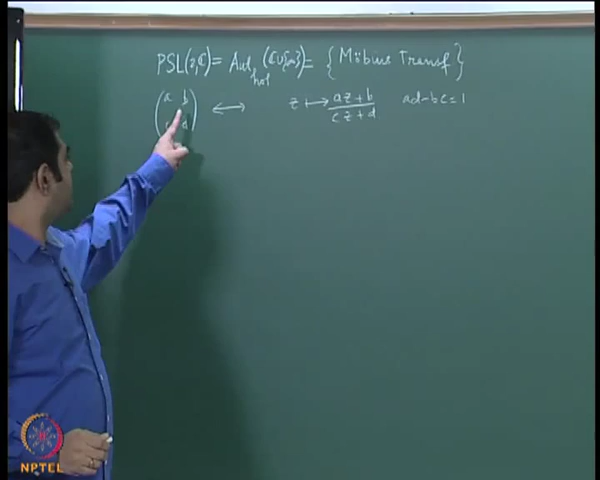 PSL(2,ℂ) = Aut_hol (ℂ∪{∞}) = { Möbius Transf }
(a b
c d) ⟷ z ↦ (az+b)/(cz+d) ad-bc=1
NPTEL